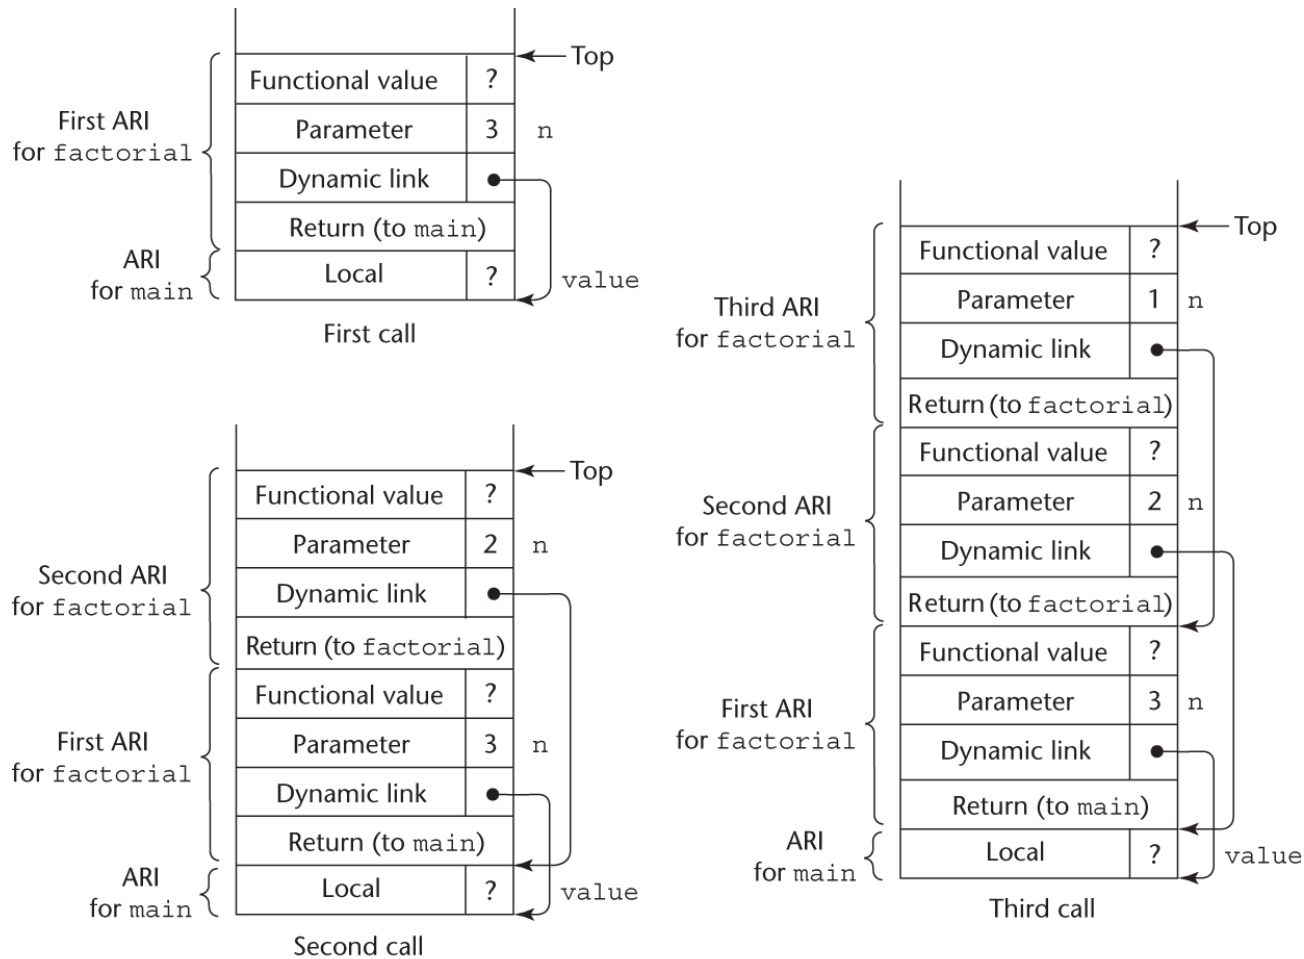 Top
Functional value ?
First ARI
for factorial
Parameter 3 n
Dynamic link
Return (to main)
ARI
for main
Local ? value
First call
Top
Functional value ?
Parameter 2 n
Second ARI
for factorial
Dynamic link
Return (to factorial)
Functional value ?
First ARI
for factorial
Parameter 3 n
Dynamic link
Return (to main)
ARI
for main
Local ? value
Second call
Top
Functional value ?
Third ARI
for factorial
Parameter 1 n
Dynamic link
Return (to factorial)
Functional value ?
Second ARI
for factorial
Parameter 2 n
Dynamic link
Return (to factorial)
Functional value ?
First ARI
for factorial
Parameter 3 n
Dynamic link
Return (to main)
ARI
for main
Local ? value
Third call